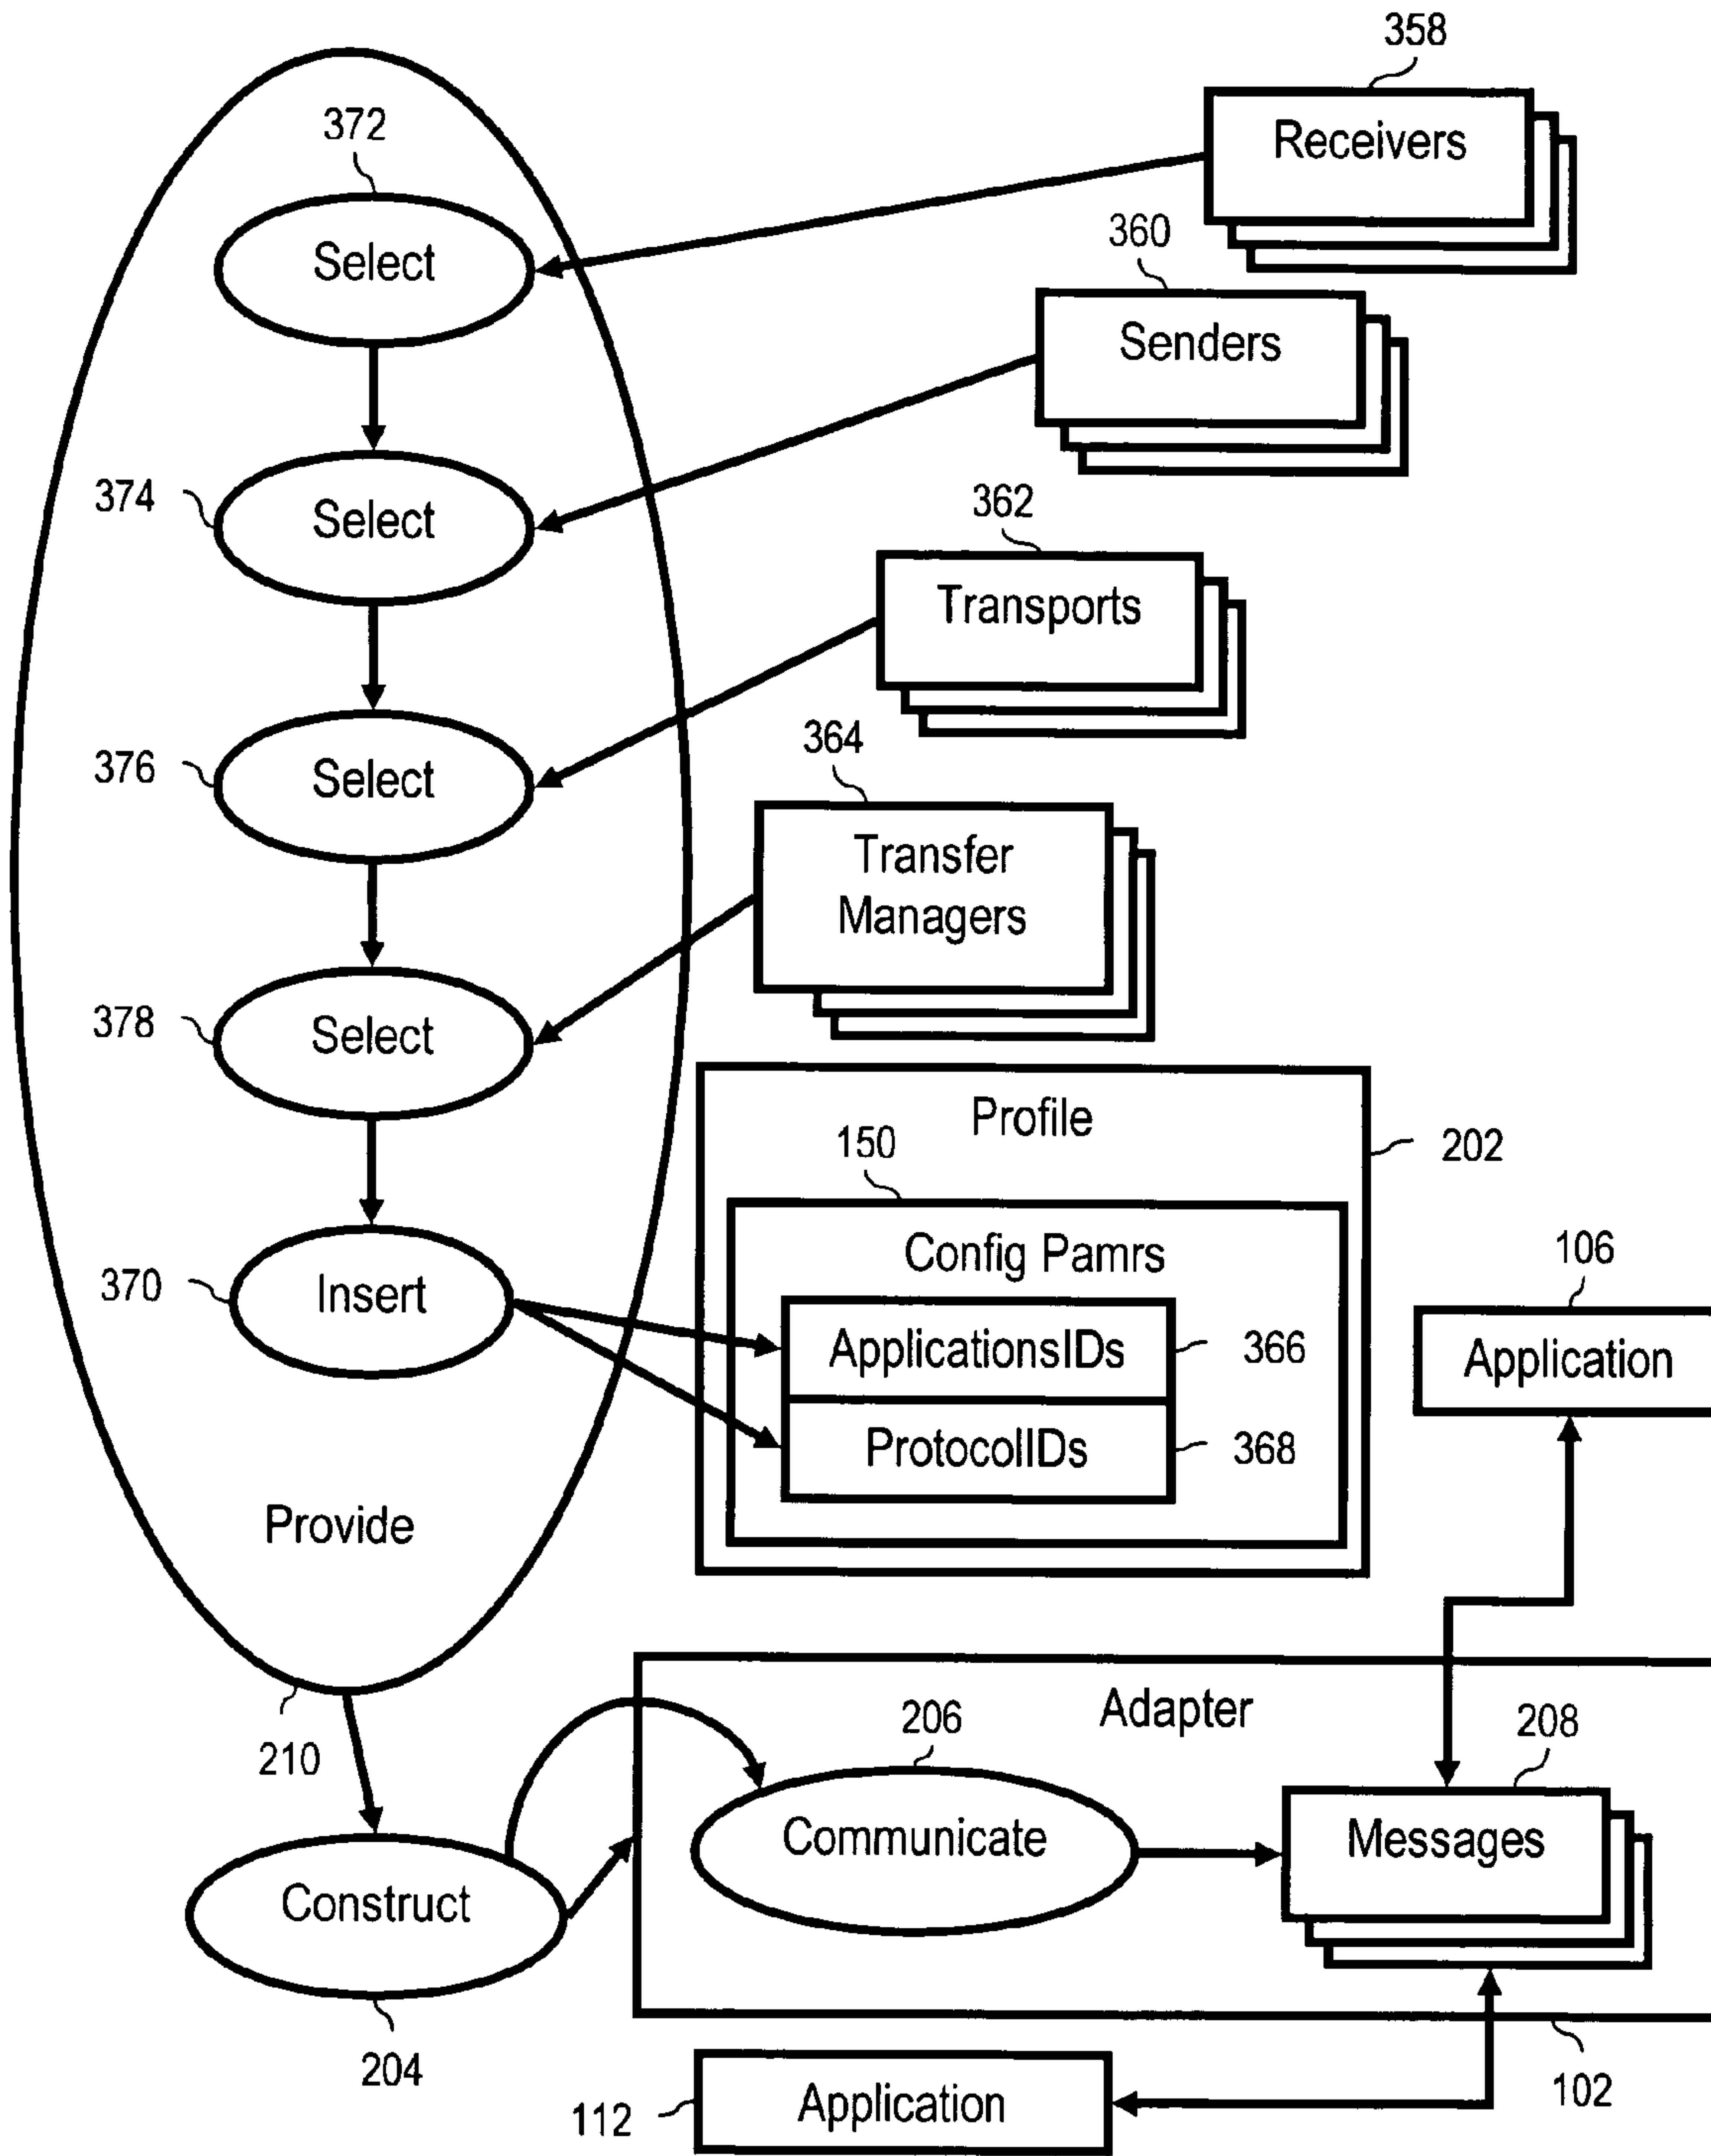 358
Receivers
372
Select
360
Senders
374
Select
362
Transports
376
Select
364
Transfer
Managers
378
Select
Profile
202
150
Config Pamrs
370
Insert
ApplicationsIDs
366
ProtocolIDs
368
106
Application
Provide
210
Adapter
206
208
Communicate
Messages
Construct
204
102
112
Application